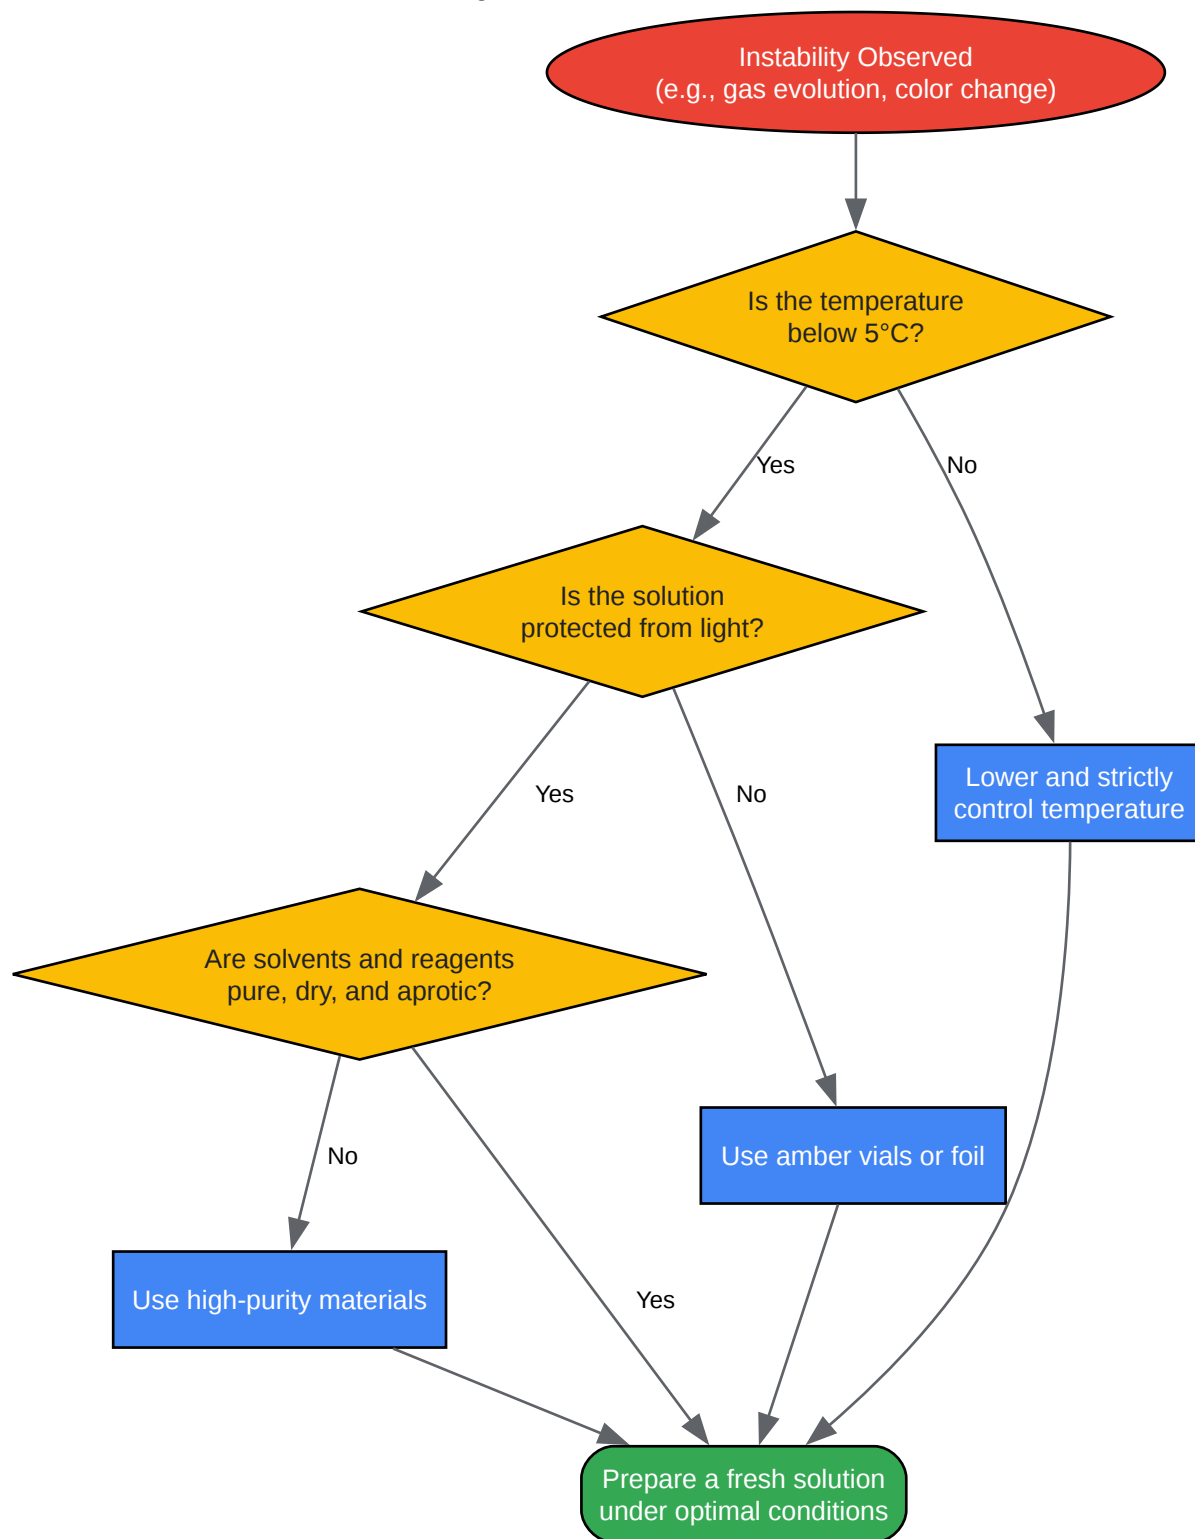 Instability Observed
(e.g., gas evolution, color change)
Is the temperature
below 5°C?
Yes
No
Is the solution
protected from light?
Lower and strictly
control temperature
Yes
No
Are solvents and reagents
pure, dry, and aprotic?
No
Use amber vials or foil
Use high-purity materials
Yes
Prepare a fresh solution
under optimal conditions